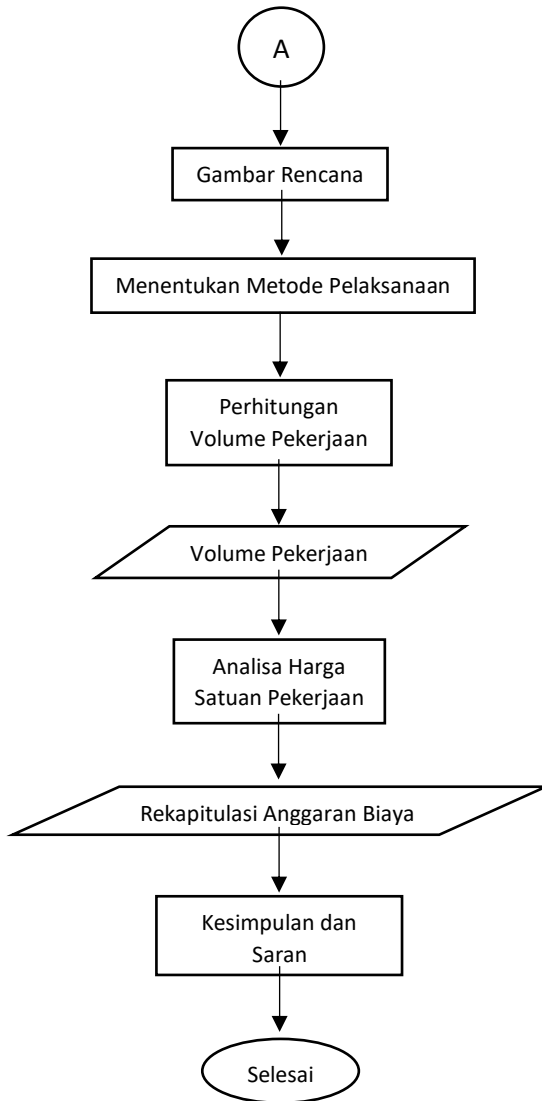 A
Gambar Rencana
Menentukan Metode Pelaksanaan
Perhitungan
Volume Pekerjaan
Volume Pekerjaan
Analisa Harga
Satuan Pekerjaan
Rekapitulasi Anggaran Biaya
Kesimpulan dan
Saran
Selesai